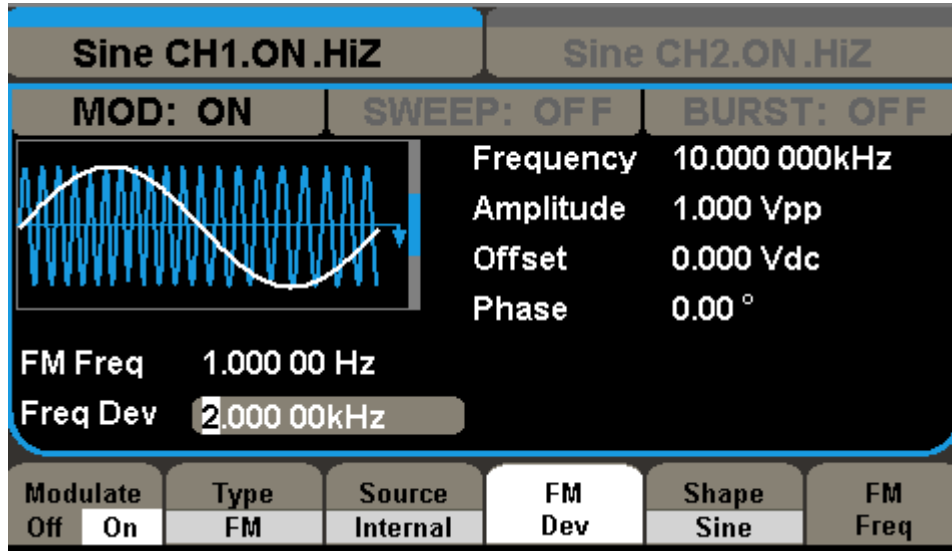 Sine CH1.ON.HiZ
Sine CH2.ON.HiZ
MOD: ON
SWEEP: OFF
BURST: OFF
Frequency 10.000 000kHz
Amplitude 1.000 Vpp
Offset 0.000 Vdc
Phase 0.00 °
FM Freq 1.000 00 Hz
Freq Dev 2.000 00kHz
Modulate
Off On
Type
FM
Source
Internal
FM
Dev
Shape
Sine
FM
Freq